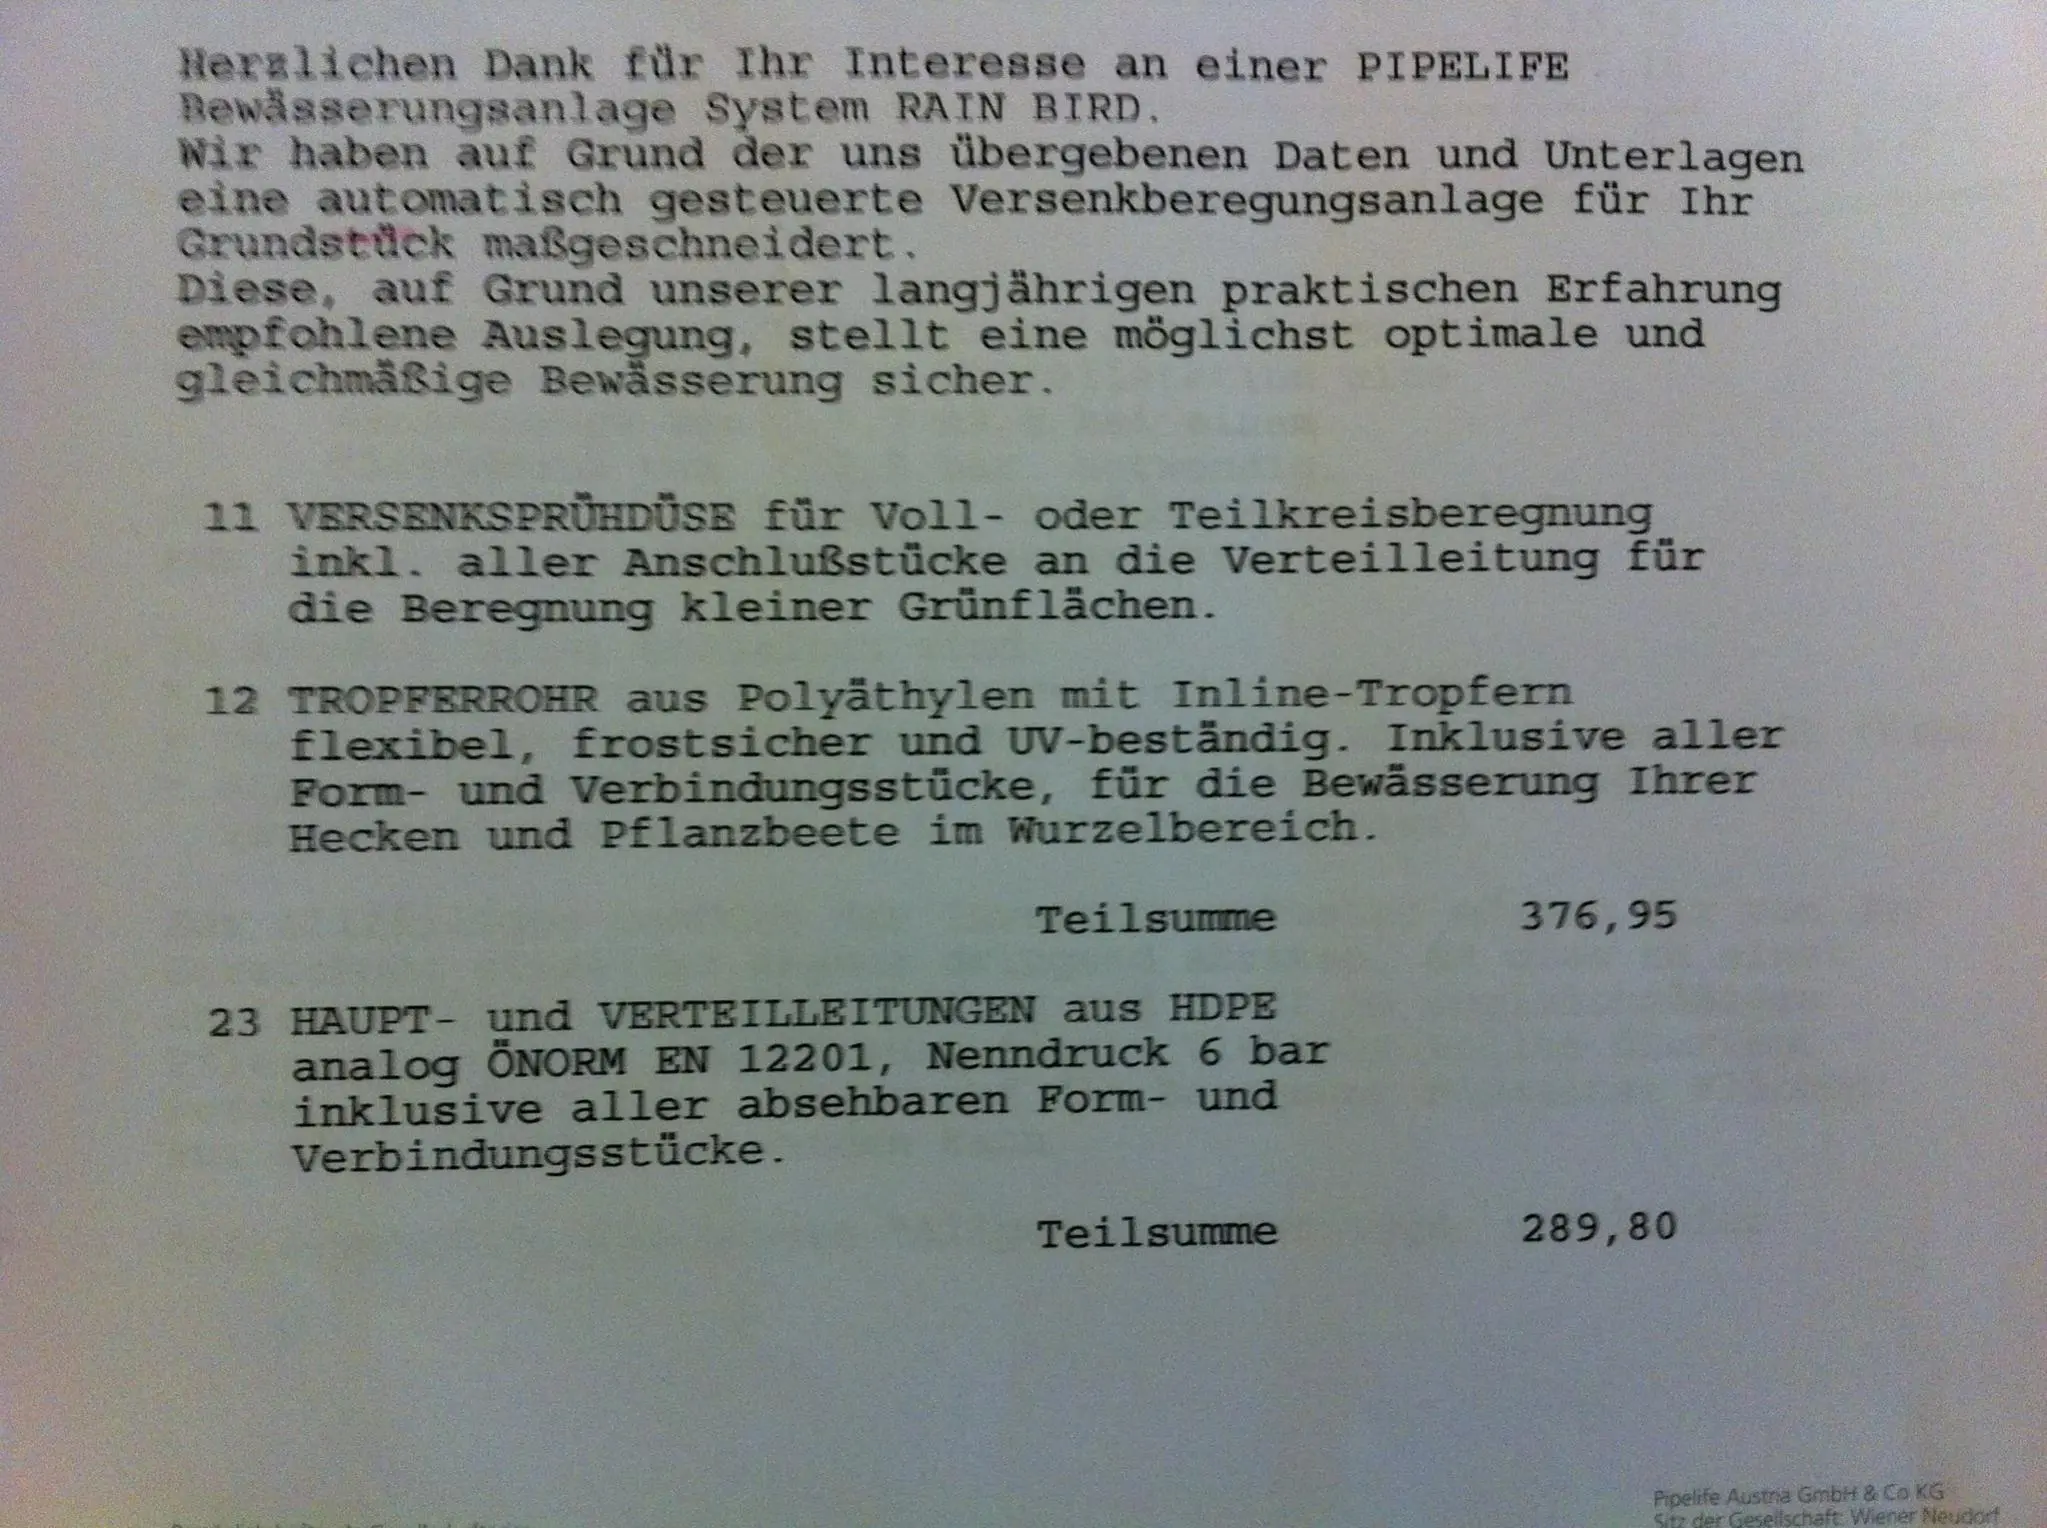 Herzlichen Dank für Ihr Interesse an einer PIPELIFE
Bewässerungsanlage System RAIN BIRD.
Wir haben auf Grund der uns übergebenen Daten und Unterlagen
eine automatisch gesteuerte Versenkberegungsanlage für Ihr
Grundstück maßgeschneidert.
Diese, auf Grund unserer langjährigen praktischen Erfahrung
empfohlene Auslegung, stellt eine möglichst optimale und
gleichmäßige Bewässerung sicher.
11 VERSENKSPRÜHDÜSE für Voll- oder Teilkreisberegnung
inkl. aller Anschlußstücke an die Verteilleitung für
die Beregnung kleiner Grünflächen.
12 TROPFERROHR aus Polyäthylen mit Inline-Tropfern
flexibel, frostsicher und UV-beständig. Inklusive aller
Form- und Verbindungsstücke, für die Bewässerung Ihrer
Hecken und Pflanzbeete im Wurzelbereich.
Teilsumme 376,95
23 HAUPT- und VERTEILLEITUNGEN aus HDPE
analog ÖNORM EN 12201, Nenndruck 6 bar
inklusive aller absehbaren Form- und
Verbindungsstücke.
Teilsumme 289,80
Pipelife Austria GmbH & Co KG
Sitz der Gesellschaft: Wiener Neudorf